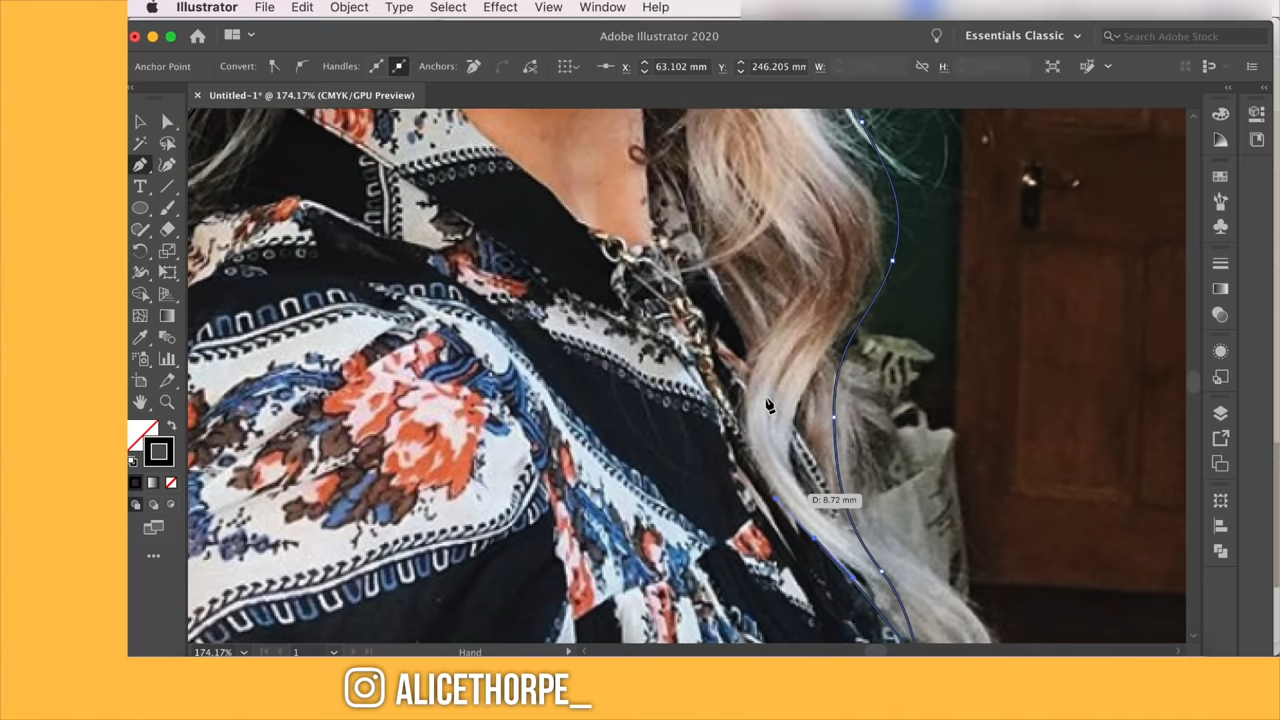 Illustrator File Edit Object Type Select Effect View Window Help
Adobe Illustrator 2020
Essentials Classic
Search Adobe Stock
Anchor Point Convert: Handles: Anchors: X: 63.102 mm Y: 246.205 mm W: H:
Untitled-1* @ 174.17% (CMYK/GPU Preview)
D: 8.72 mm
174.17% 1 Hand
ALICETHORPE_